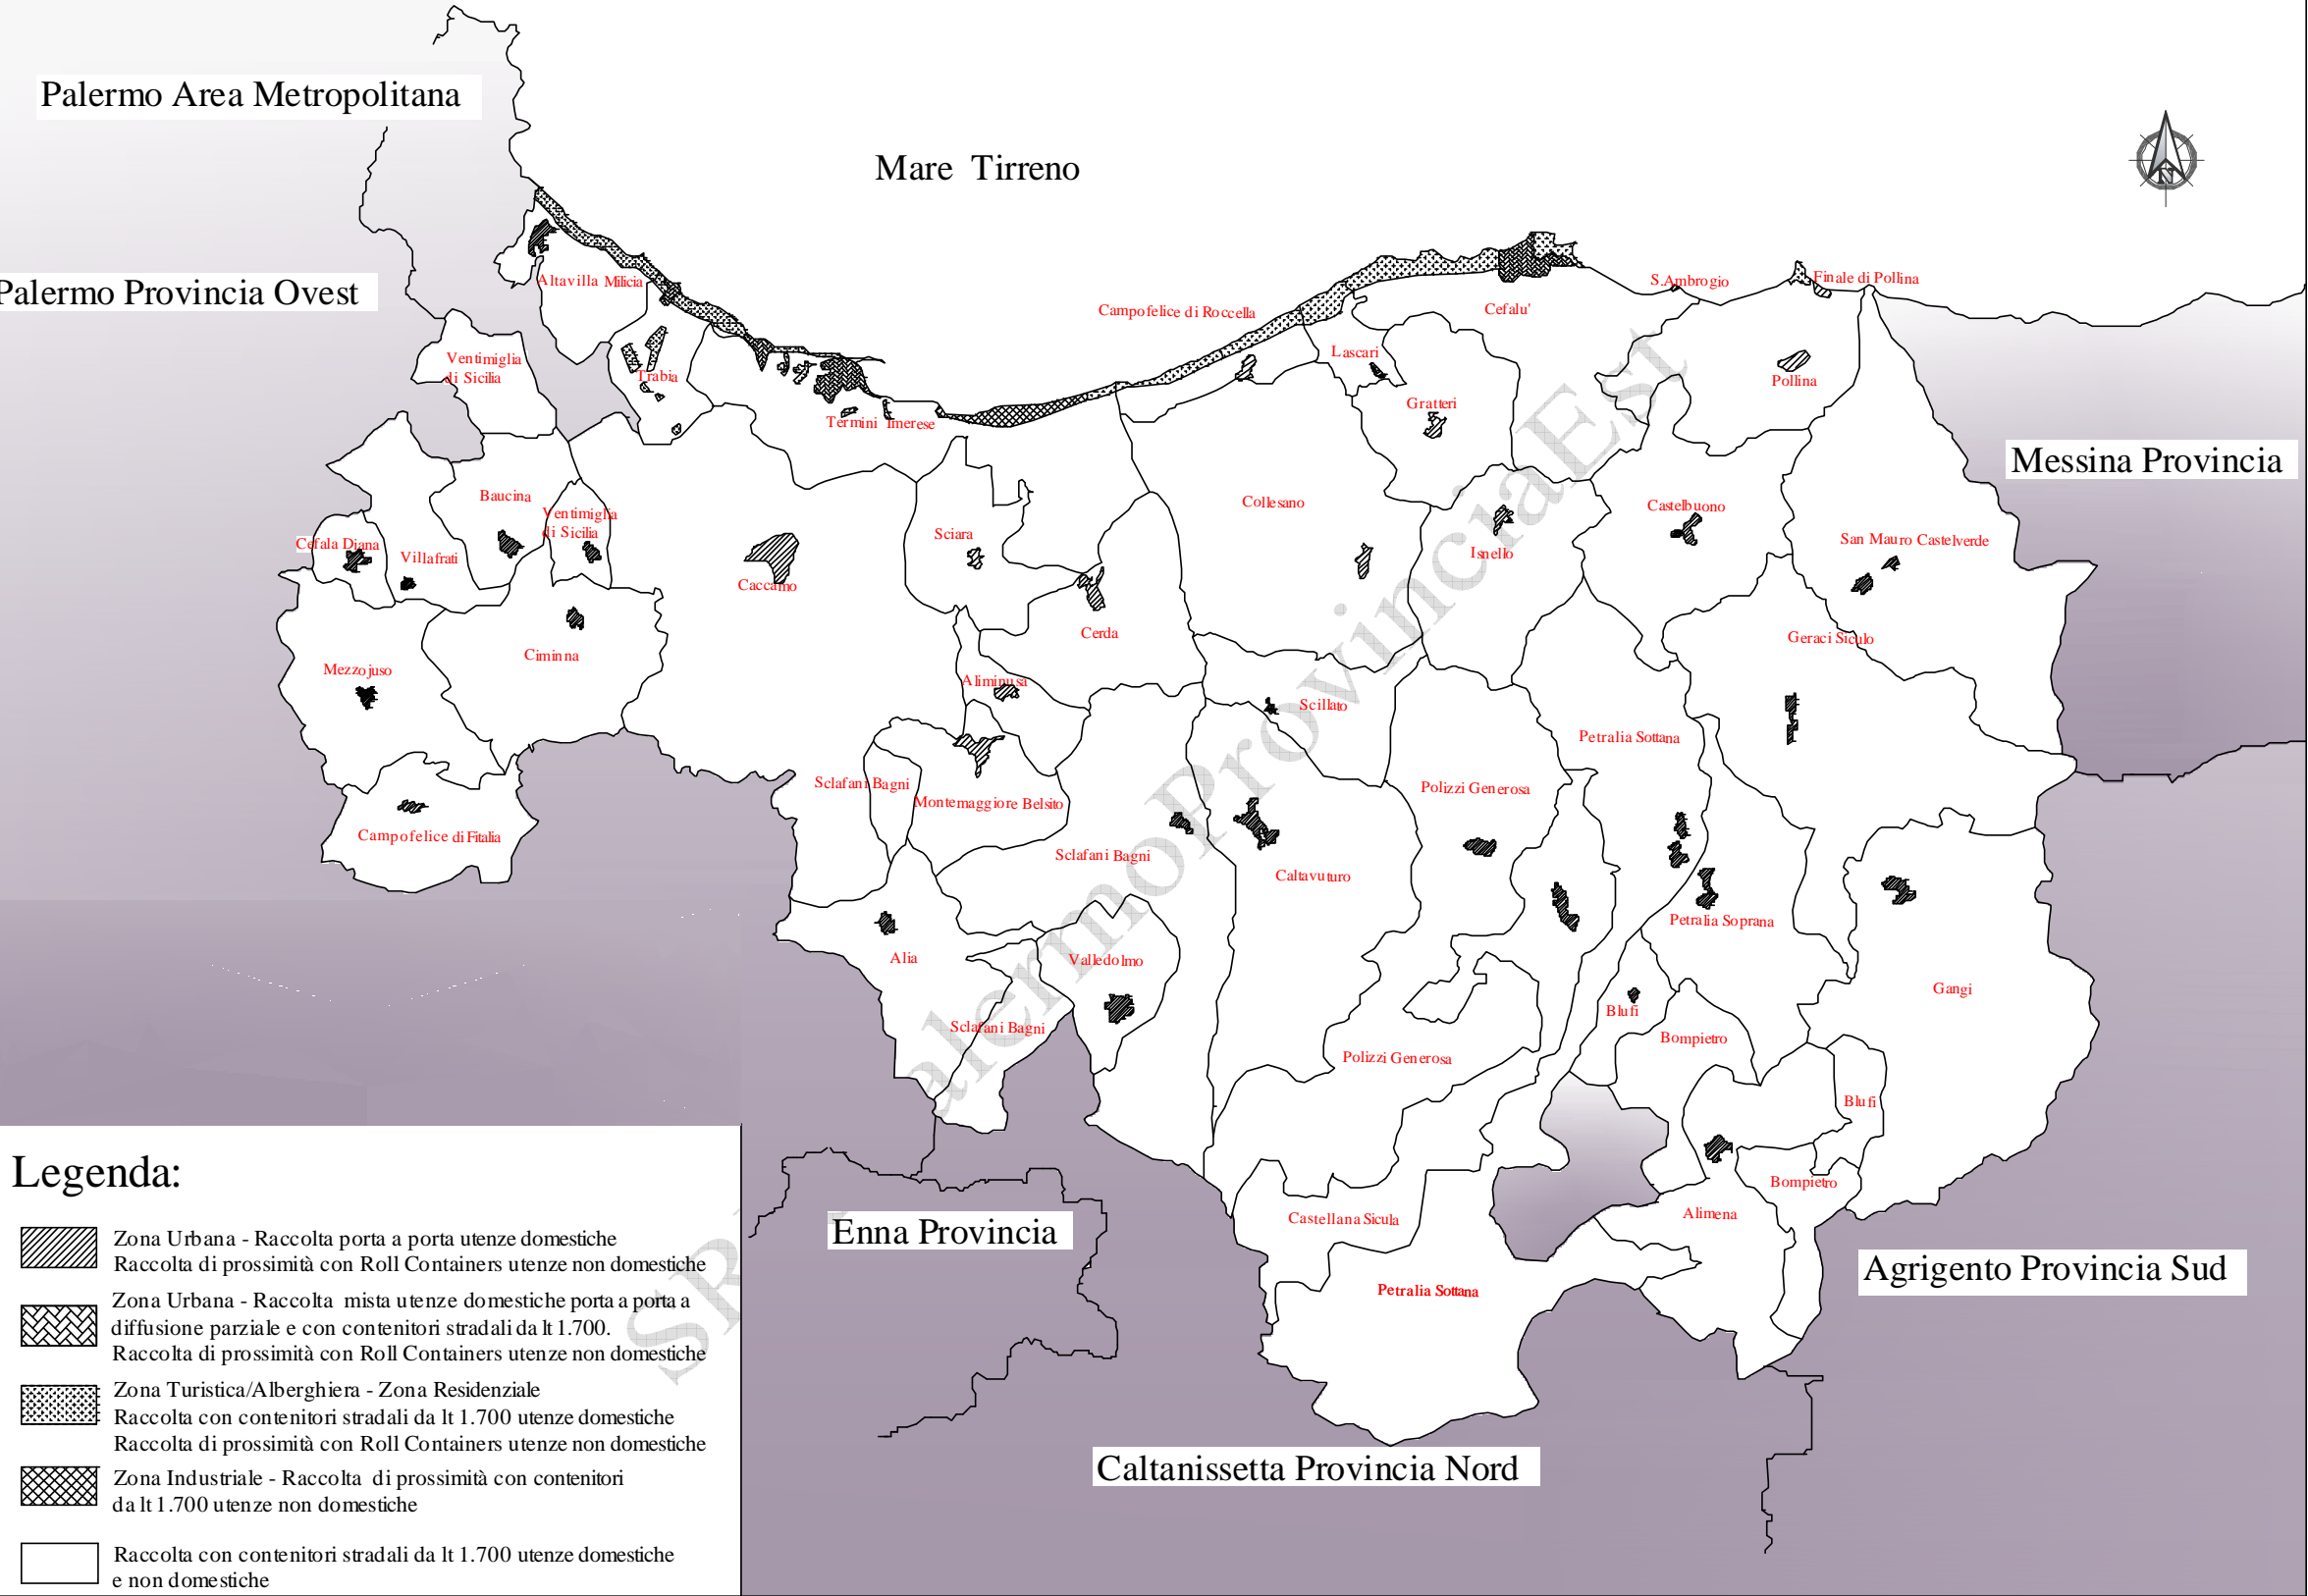 Palermo Area Metropolitana
Mare Tirreno
Palermo Provincia Ovest
Messina Provincia
Enna Provincia
Agrigento Provincia Sud
Caltanissetta Provincia Nord
N
Altavilla Milicia
Campofelice di Roccella
Cefalu'
S.Ambrogio
Finale di Pollina
Ventimiglia
di Sicilia
Trabia
Termini Imerese
Lascari
Gratteri
Pollina
Baucina
Ventimiglia
di Sicilia
Cefala Diana
Villafrati
Caccamo
Sciara
Collesano
Isnello
Castelbuono
San Mauro Castelverde
Cerda
Geraci Siculo
Mezzojuso
Ciminna
Aliminusa
Scillato
Petralia Sottana
Sclafani Bagni
Montemaggiore Belsito
Polizzi Generosa
Campofelice di Fitalia
Sclafani Bagni
Caltavuturo
Petralia Soprana
Alia
Valledolmo
Gangi
Sclafani Bagni
Blufi
Bompietro
Polizzi Generosa
Blufi
Bompietro
Castellana Sicula
Alimena
Petralia Sottana
Legenda:
Zona Urbana - Raccolta porta a porta utenze domestiche
Raccolta di prossimità con Roll Containers utenze non domestiche
Zona Urbana - Raccolta mista utenze domestiche porta a porta a
diffusione parziale e con contenitori stradali da lt 1.700.
Raccolta di prossimità con Roll Containers utenze non domestiche
Zona Turistica/Alberghiera - Zona Residenziale
Raccolta con contenitori stradali da lt 1.700 utenze domestiche
Raccolta di prossimità con Roll Containers utenze non domestiche
Zona Industriale - Raccolta di prossimità con contenitori
da lt 1.700 utenze non domestiche
Raccolta con contenitori stradali da lt 1.700 utenze domestiche
e non domestiche